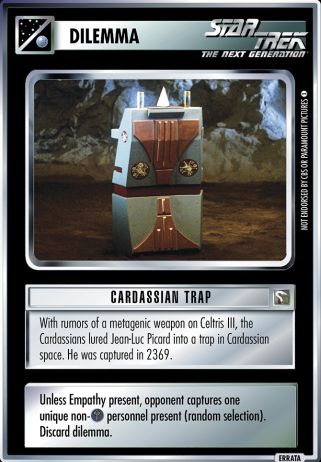 DILEMMA
STAR TREK
THE NEXT GENERATION
NOT ENDORSED BY CBS OR PARAMOUNT PICTURES
CARDASSIAN TRAP
With rumors of a metagenic weapon on Celtris III, the
Cardassians lured Jean-Luc Picard into a trap in Cardassian
space. He was captured in 2369.
Unless Empathy present, opponent captures one
unique non- personnel present (random selection).
Discard dilemma.
ERRATA